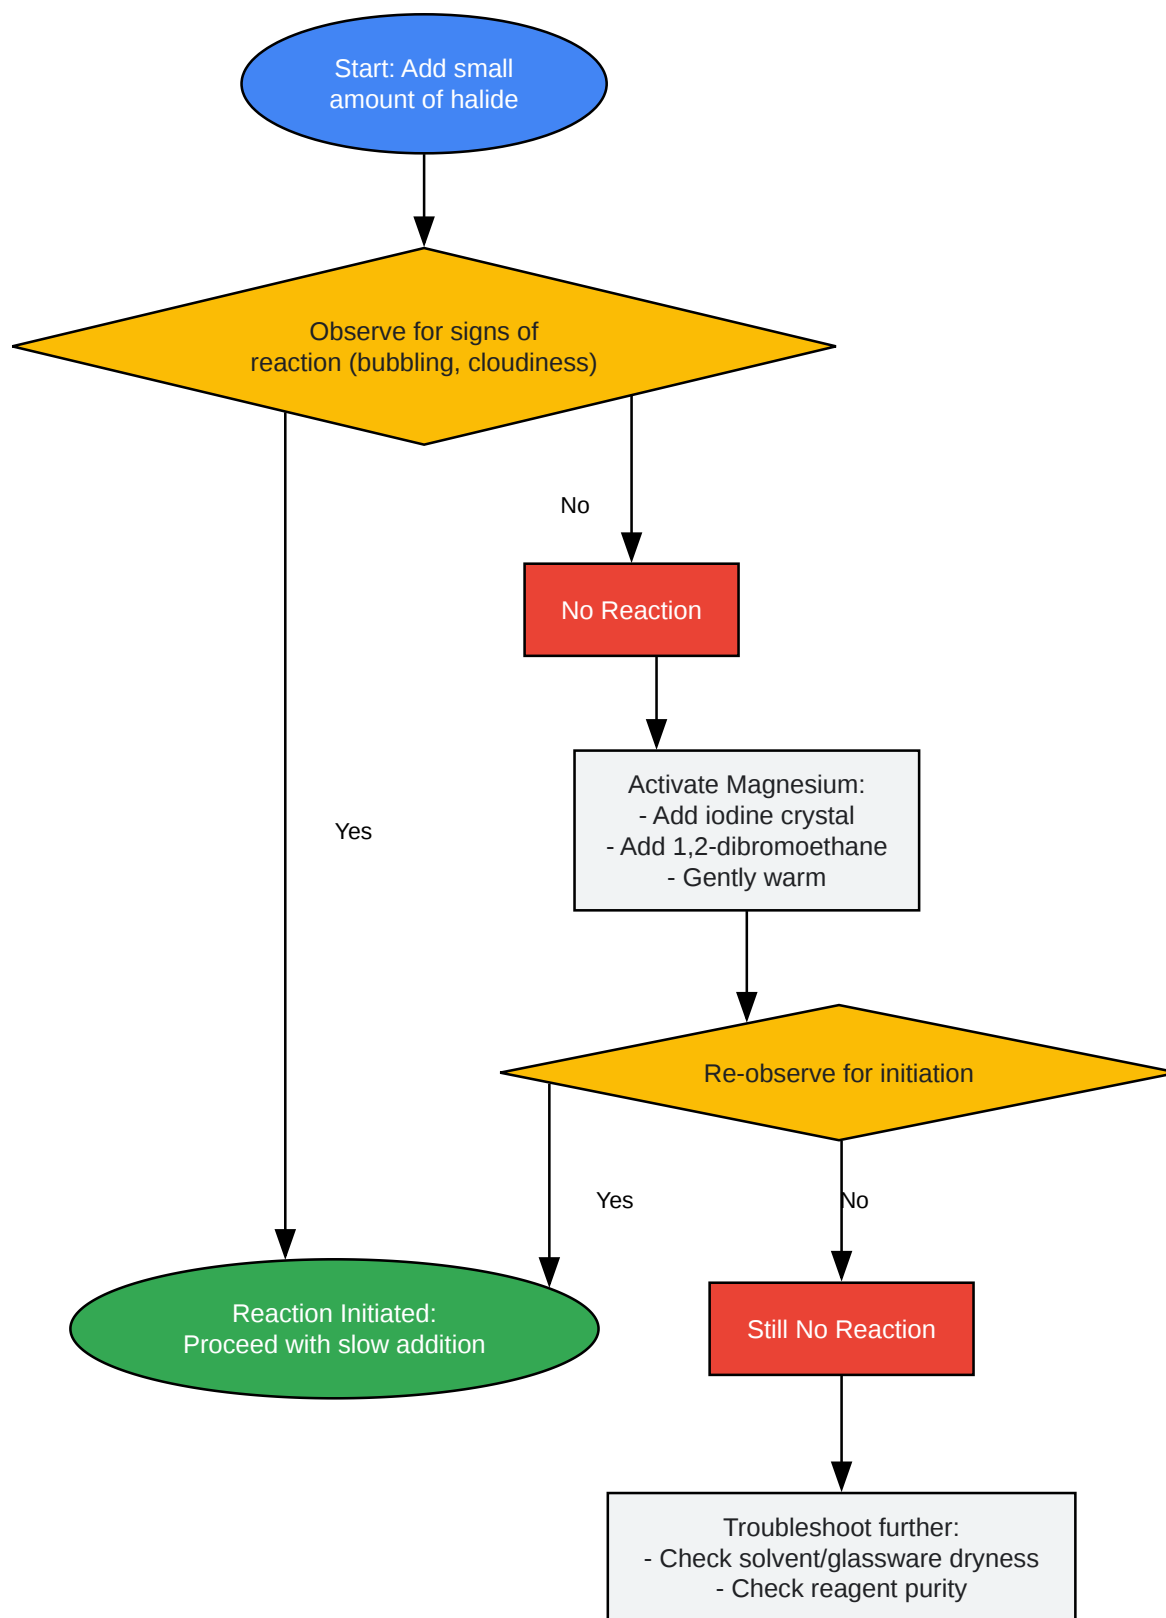 Start: Add small
amount of halide
Observe for signs of
reaction (bubbling, cloudiness)
No
No Reaction
Activate Magnesium:
- Add iodine crystal
- Add 1,2-dibromoethane
- Gently warm
Yes
Re-observe for initiation
Yes
No
Reaction Initiated:
Proceed with slow addition
Still No Reaction
Troubleshoot further:
- Check solvent/glassware dryness
- Check reagent purity